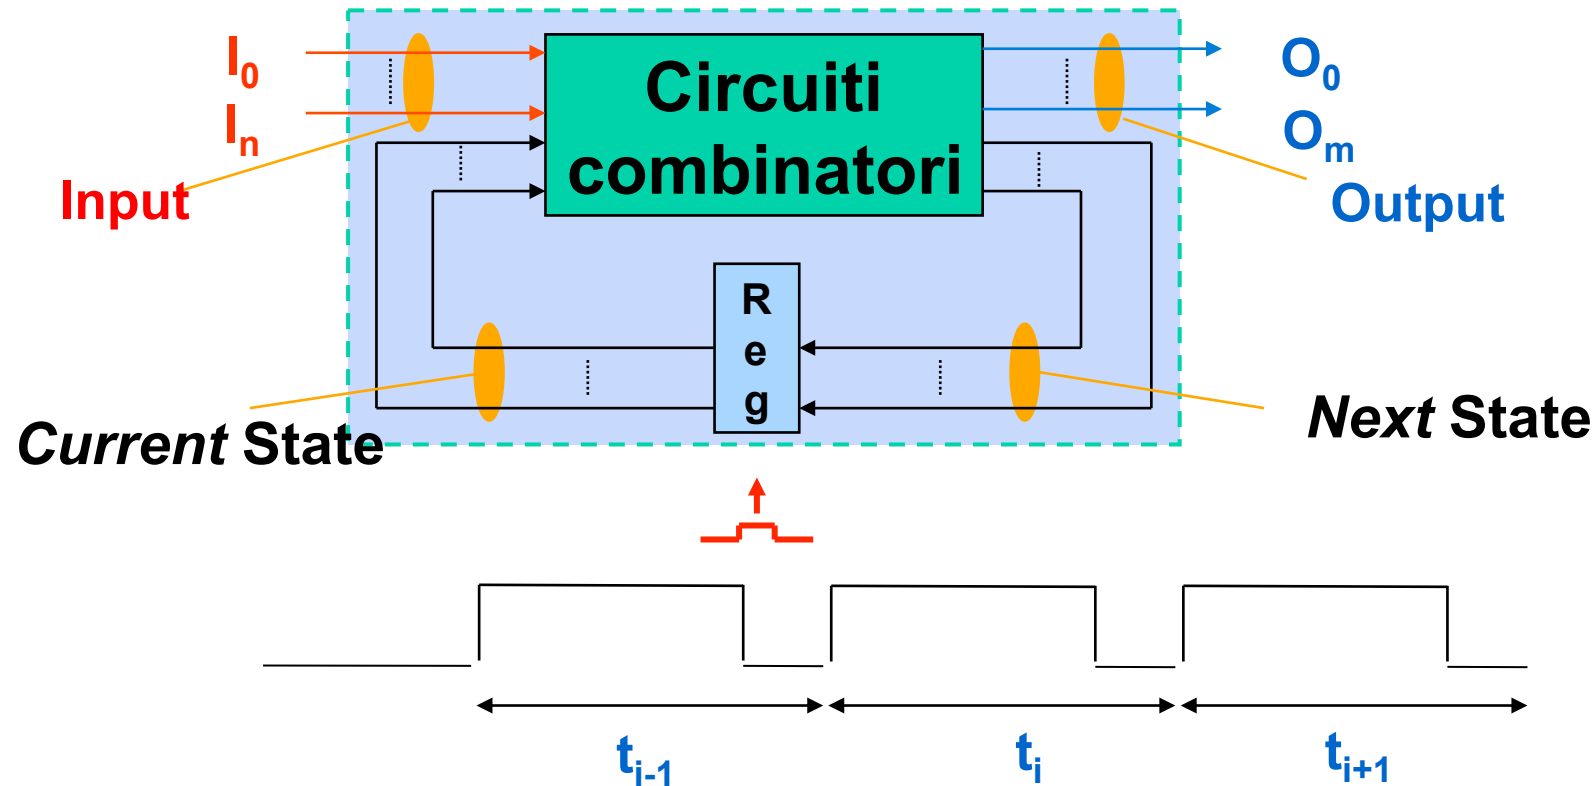 I0
In
Input
Circuiti
combinatori
O0
Om
Output
R
e
g
Current State
Next State
ti-1
ti
ti+1